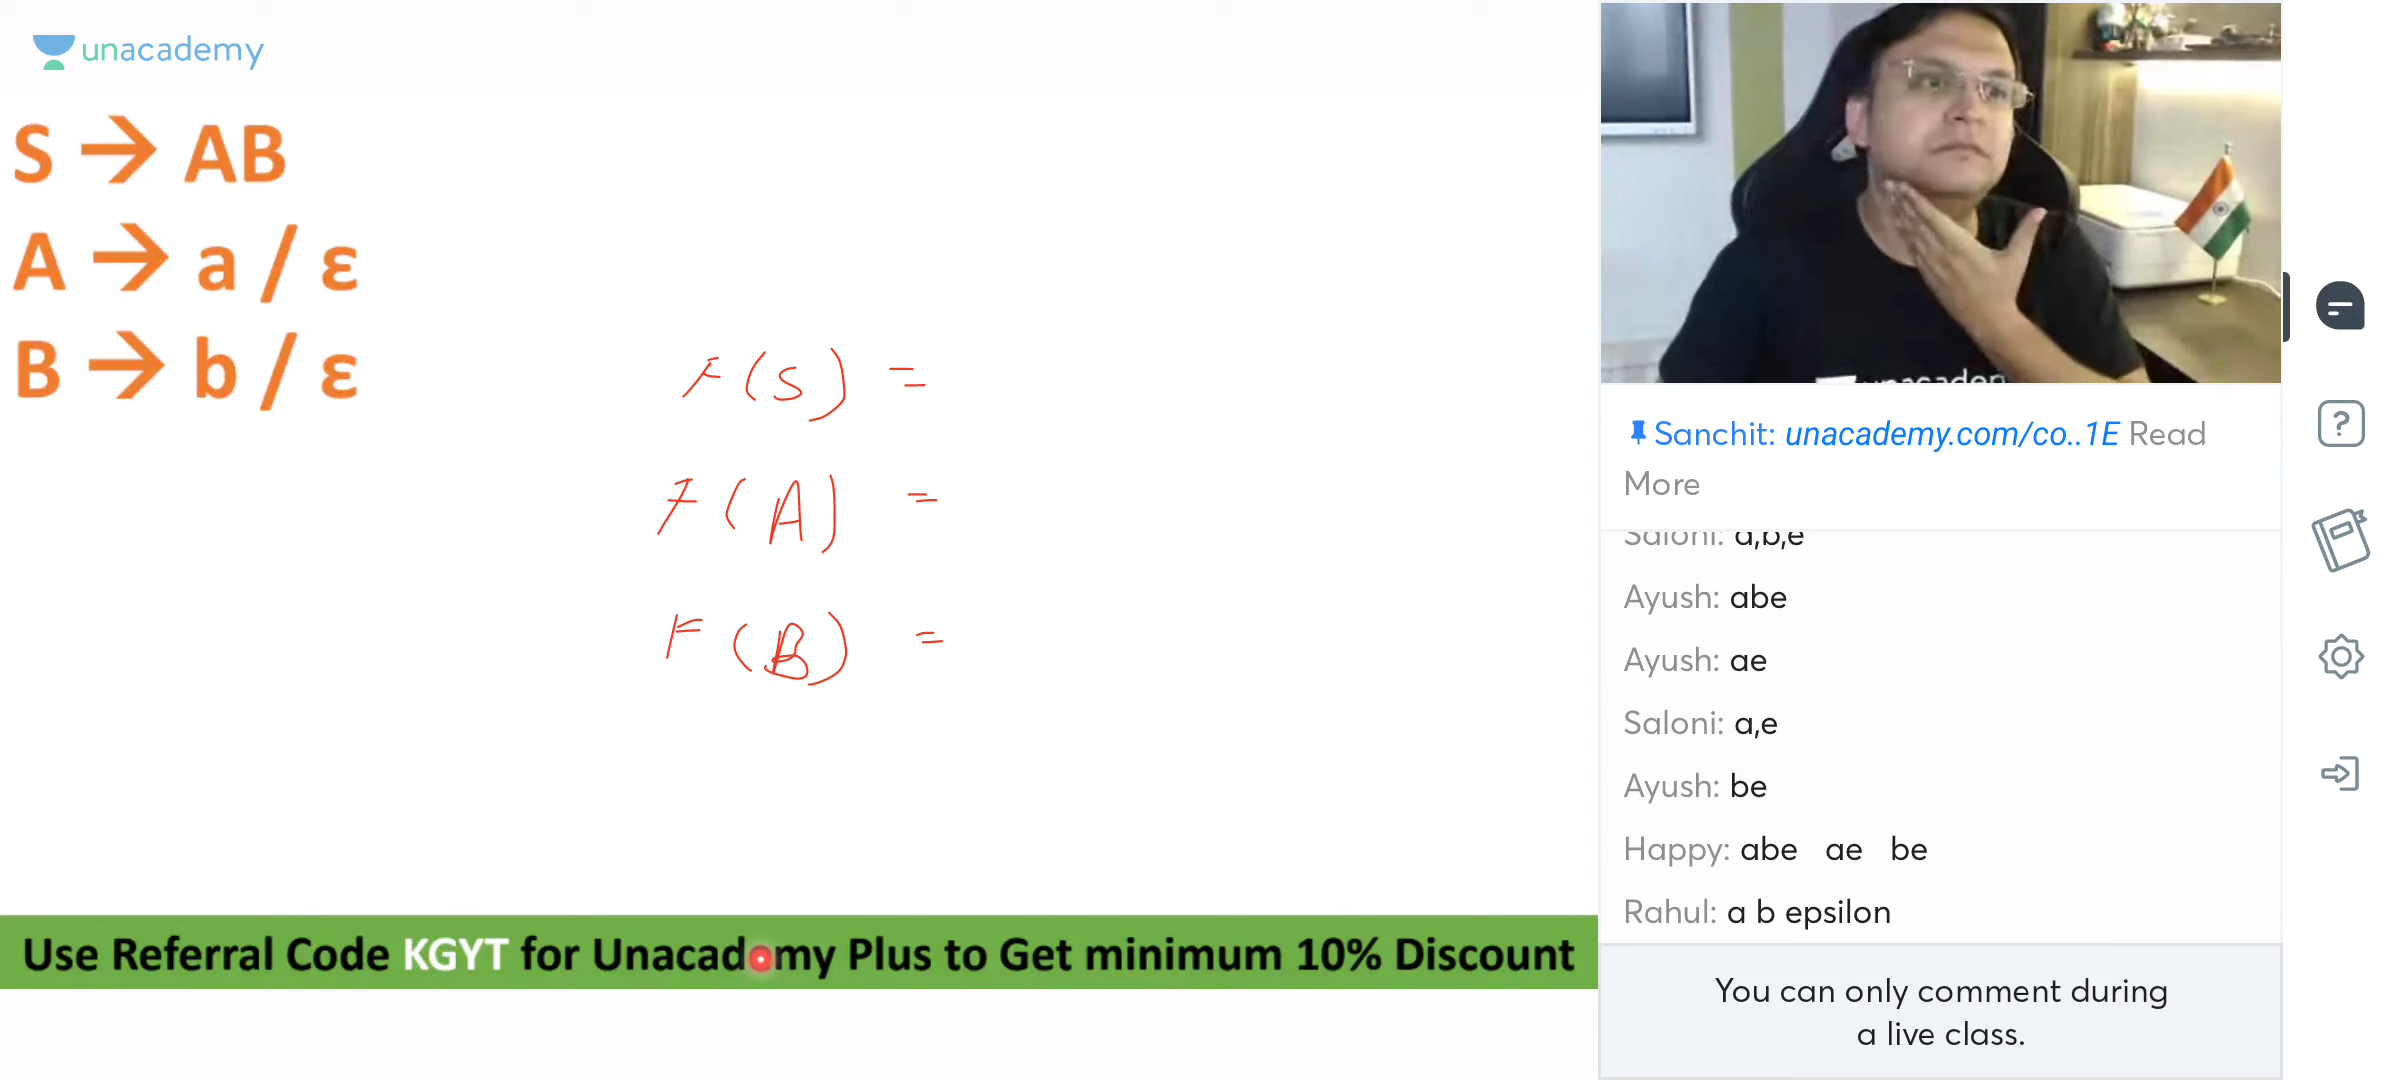 unacademy
S → AB
A → a / ε
B → b / ε
F(S) =
F(A) =
F(B) =
Use Referral Code KGYT for Unacademy Plus to Get minimum 10% Discount
unacademy
Sanchit: unacademy.com/co..1E Read
More
Saloni: a,b,e
Ayush: abe
Ayush: ae
Saloni: a,e
Ayush: be
Happy: abe ae be
Rahul: a b epsilon
You can only comment during
a live class.